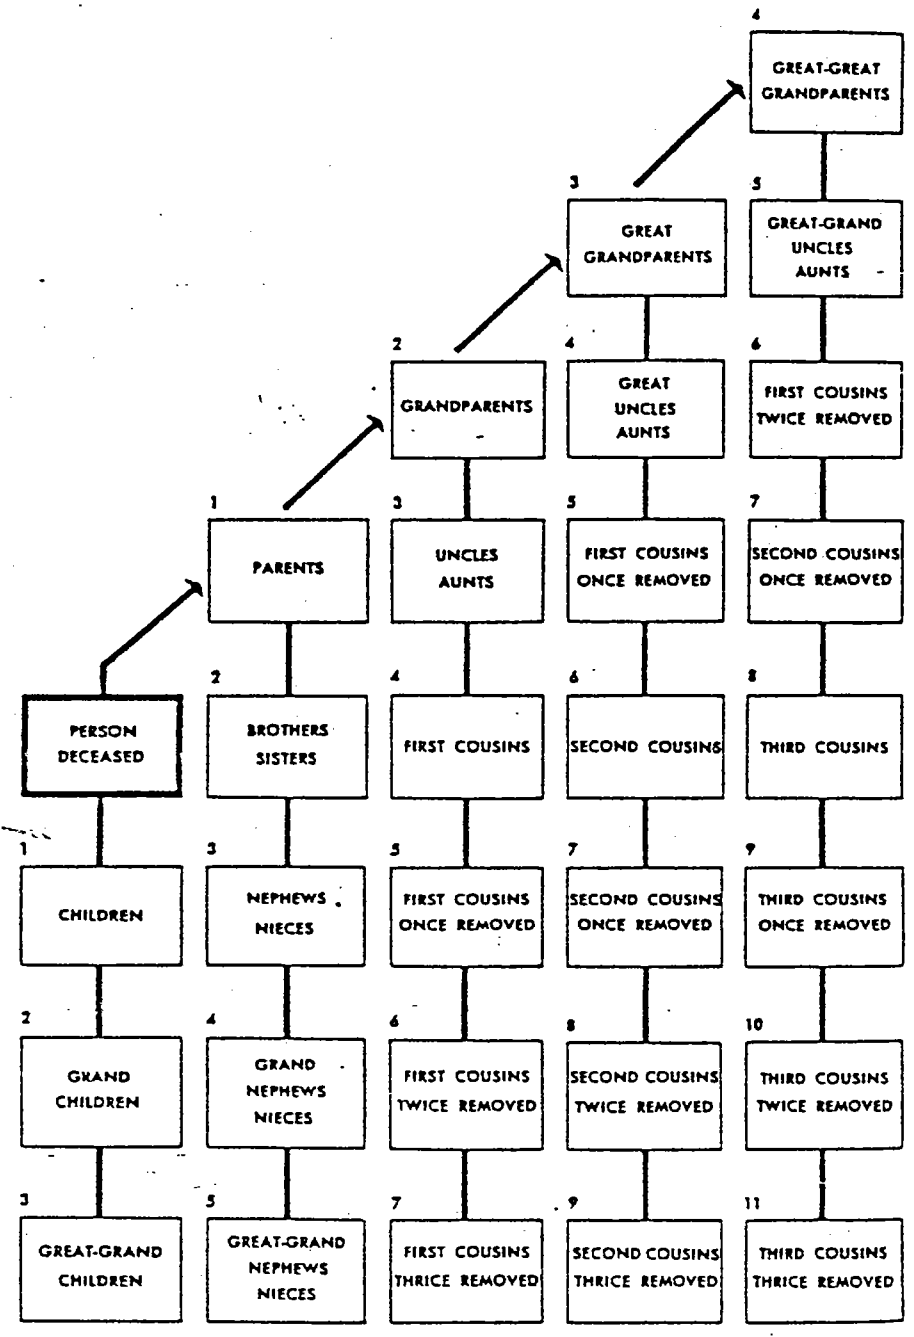 4
GREAT-GREAT
GRANDPARENTS
3
GREAT
GRANDPARENTS
5
GREAT-GRAND
UNCLES
AUNTS
2
GRANDPARENTS
4
GREAT
UNCLES
AUNTS
6
FIRST COUSINS
TWICE REMOVED
1
PARENTS
3
UNCLES
AUNTS
5
FIRST COUSINS
ONCE REMOVED
7
SECOND COUSINS
ONCE REMOVED
PERSON
DECEASED
2
BROTHERS
SISTERS
4
FIRST COUSINS
6
SECOND COUSINS
8
THIRD COUSINS
1
CHILDREN
3
NEPHEWS
NIECES
5
FIRST COUSINS
ONCE REMOVED
7
SECOND COUSINS
ONCE REMOVED
9
THIRD COUSINS
ONCE REMOVED
2
GRAND
CHILDREN
4
GRAND
NEPHEWS
NIECES
6
FIRST COUSINS
TWICE REMOVED
8
SECOND COUSINS
TWICE REMOVED
10
THIRD COUSINS
TWICE REMOVED
3
GREAT-GRAND
CHILDREN
5
GREAT-GRAND
NEPHEWS
NIECES
7
FIRST COUSINS
THRICE REMOVED
9
SECOND COUSINS
THRICE REMOVED
11
THIRD COUSINS
THRICE REMOVED